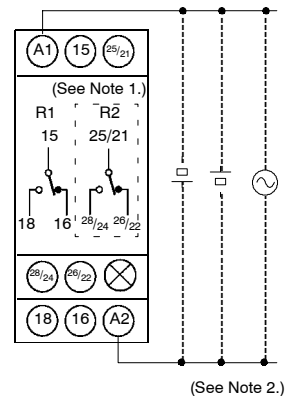 A1 15 25/21
(See Note 1.)
R1 R2
15 25/21
18 16 28/24 26/22
28/24 26/22
18 16 A2
(See Note 2.)